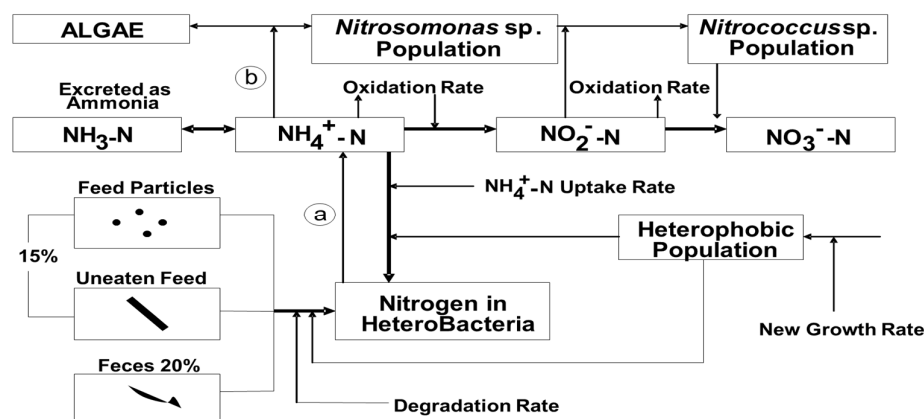 ALGAE
Nitrosomonas sp.
Population
Nitrococcus sp.
Population
b
Excreted as
Ammonia
Oxidation Rate
Oxidation Rate
NH₃-N
NH₄⁺-N
NO₂⁻-N
NO₃⁻-N
Feed Particles
a
NH₄⁺-N Uptake Rate
15%
Heterophobic
Population
Uneaten Feed
Nitrogen in
HeteroBacteria
New Growth Rate
Feces 20%
Degradation Rate